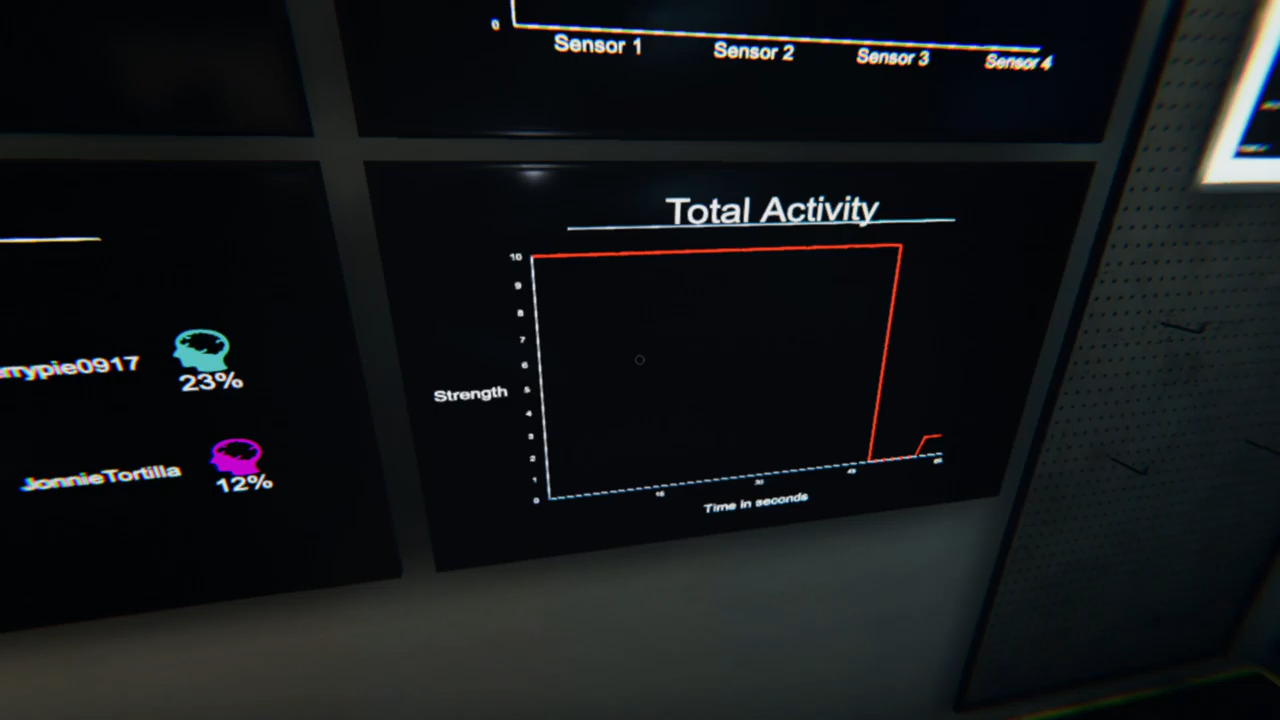 0
Sensor 1
Sensor 2
Sensor 3
Sensor 4
Total Activity
10
9
8
7
6
5
4
3
2
1
0
Strength
15
30
45
60
Time in seconds
rrypie0917
23%
JonnieTortilla
12%